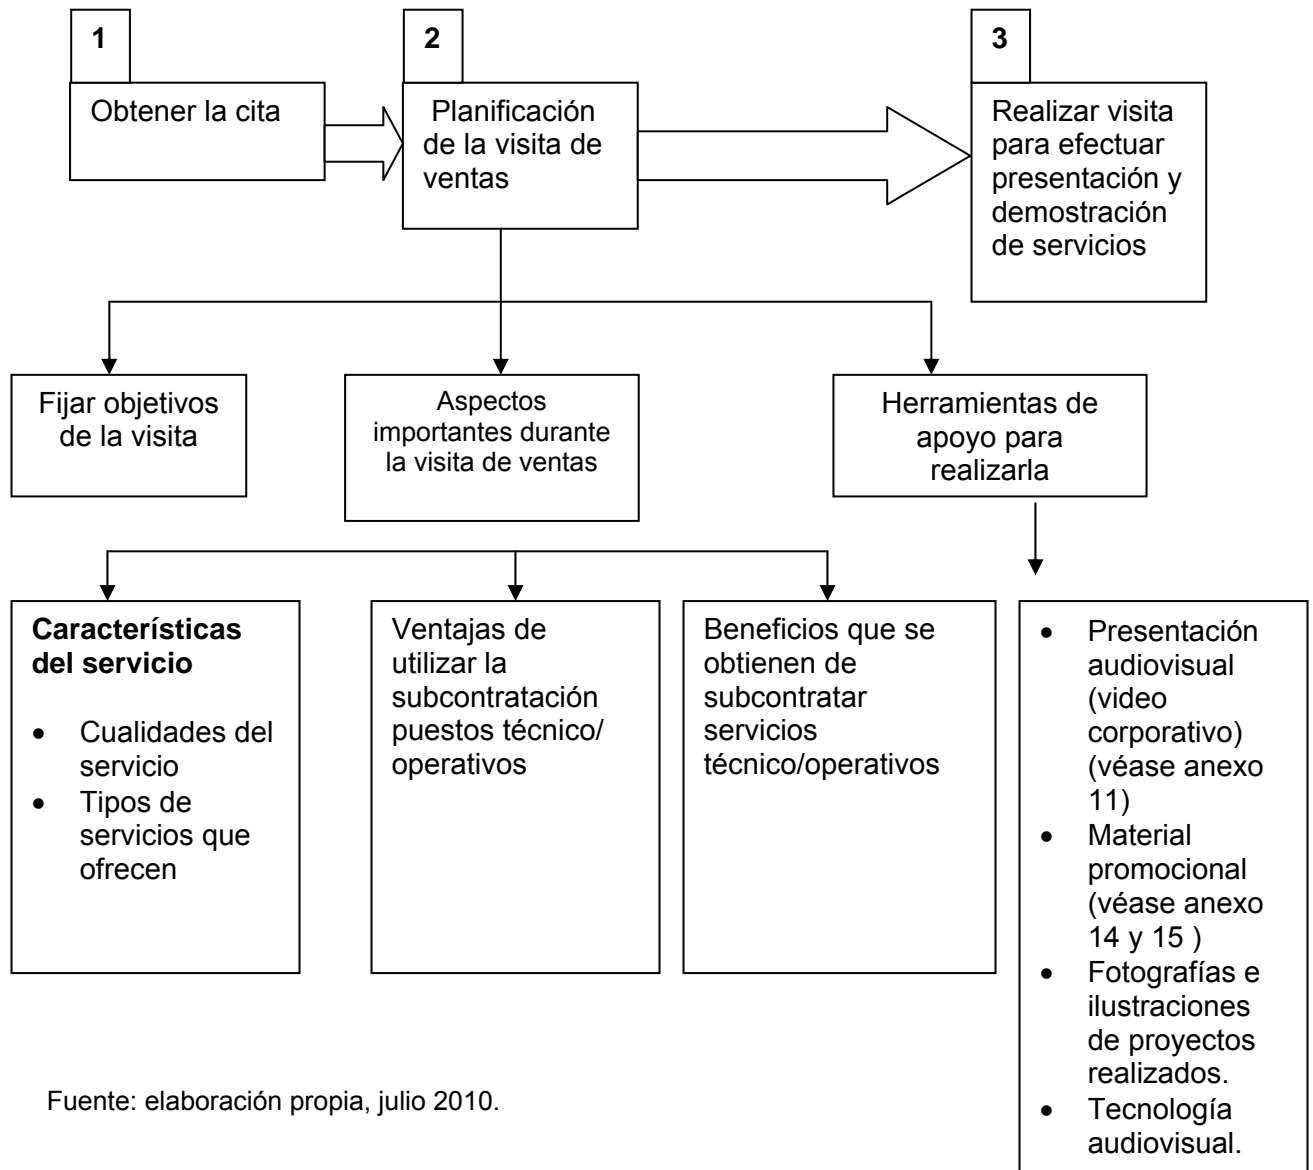 1
Obtener la cita
2
Planificación
de la visita de
ventas
3
Realizar visita
para efectuar
presentación y
demostración
de servicios
Fijar objetivos
de la visita
Aspectos
importantes durante
la visita de ventas
Herramientas de
apoyo para
realizarla
Características
del servicio
• Cualidades del
servicio
• Tipos de
servicios que
ofrecen
Ventajas de
utilizar la
subcontratación
puestos técnico/
operativos
Beneficios que se
obtienen de
subcontratar
servicios
técnico/operativos
• Presentación
audiovisual
(video
corporativo)
(véase anexo
11)
• Material
promocional
(véase anexo
14 y 15 )
• Fotografías e
ilustraciones
de proyectos
realizados.
• Tecnología
audiovisual.
Fuente: elaboración propia, julio 2010.